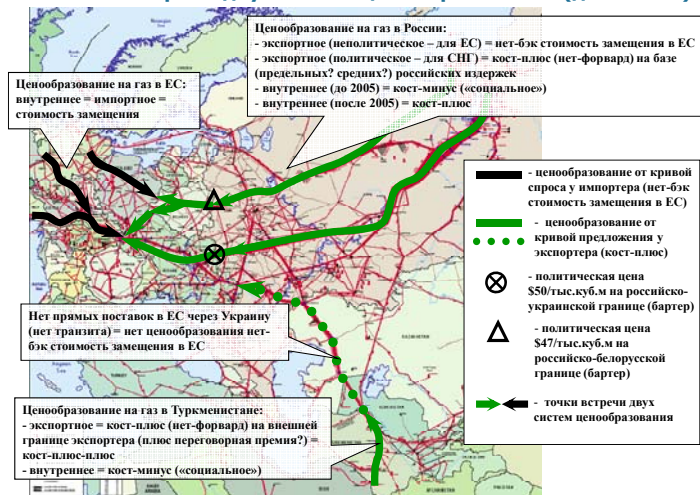 Ценообразование на газ в России:
- экспортное (неполитическое – для ЕС) = нет-бэк стоимость замещения в ЕС
- экспортное (политическое – для СНГ) = кост-плюс (нет-форвард) на базе
(предельных? средних?) российских издержек
- внутреннее (до 2005) = кост-минус («социальное»)
- внутреннее (после 2005) = кост-плюс
Ценообразование на газ в ЕС:
внутреннее = импортное =
стоимость замещения
- ценообразование от кривой
спроса у импортера (нет-бэк
стоимость замещения в ЕС)
- ценообразование от
кривой предложения у
экспортера (кост-плюс)
- политическая цена
$50/тыс.куб.м на российско-
украинской границе (бартер)
- политическая цена
$47/тыс.куб.м на
российско-белорусской
границе (бартер)
- точки встречи двух
систем ценообразования
Нет прямых поставок в ЕС через Украину
(нет транзита) = нет ценообразования нет-
бэк стоимость замещения в ЕС
Ценообразование на газ в Туркменистане:
- экспортное = кост-плюс (нет-форвард) на внешней
границе экспортера (плюс переговорная премия?) =
кост-плюс-плюс
- внутреннее = кост-минус («социальное»)